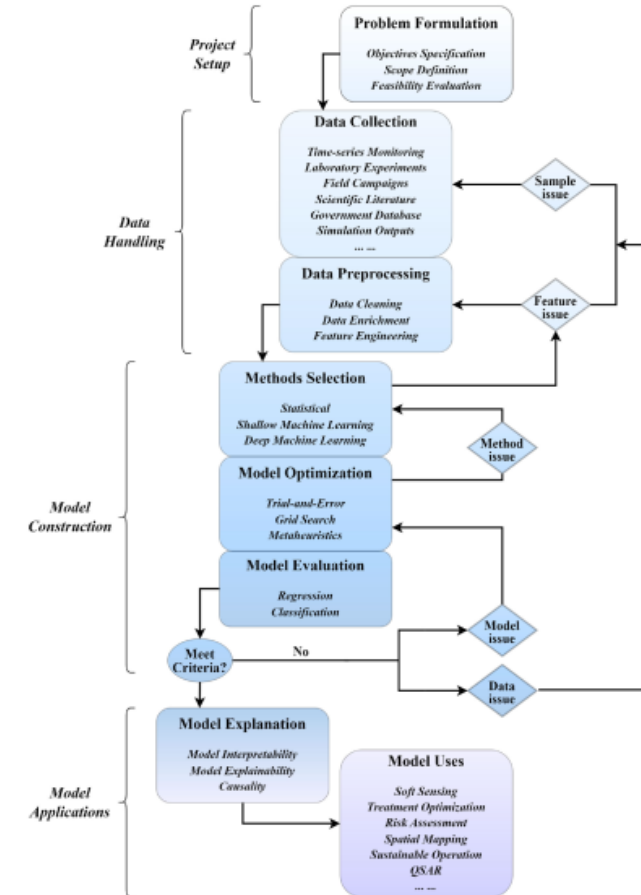 Project
Setup
Problem Formulation
Objectives Specification
Scope Definition
Feasibility Evaluation
Data
Handling
Data Collection
Time-series Monitoring
Laboratory Experiments
Field Campaigns
Scientific Literature
Government Database
Simulation Outputs
... ...
Sample
issue
Data Preprocessing
Data Cleaning
Data Enrichment
Feature Engineering
Feature
issue
Model
Construction
Methods Selection
Statistical
Shallow Machine Learning
Deep Machine Learning
Method
issue
Model Optimization
Trial-and-Error
Grid Search
Metaheuristics
Model Evaluation
Regression
Classification
Meet
Criteria?
No
Model
issue
Data
issue
Model
Applications
Model Explanation
Model Interpretability
Model Explainability
Causality
Model Uses
Soft Sensing
Treatment Optimization
Risk Assessment
Spatial Mapping
Sustainable Operation
QSAR
... ...